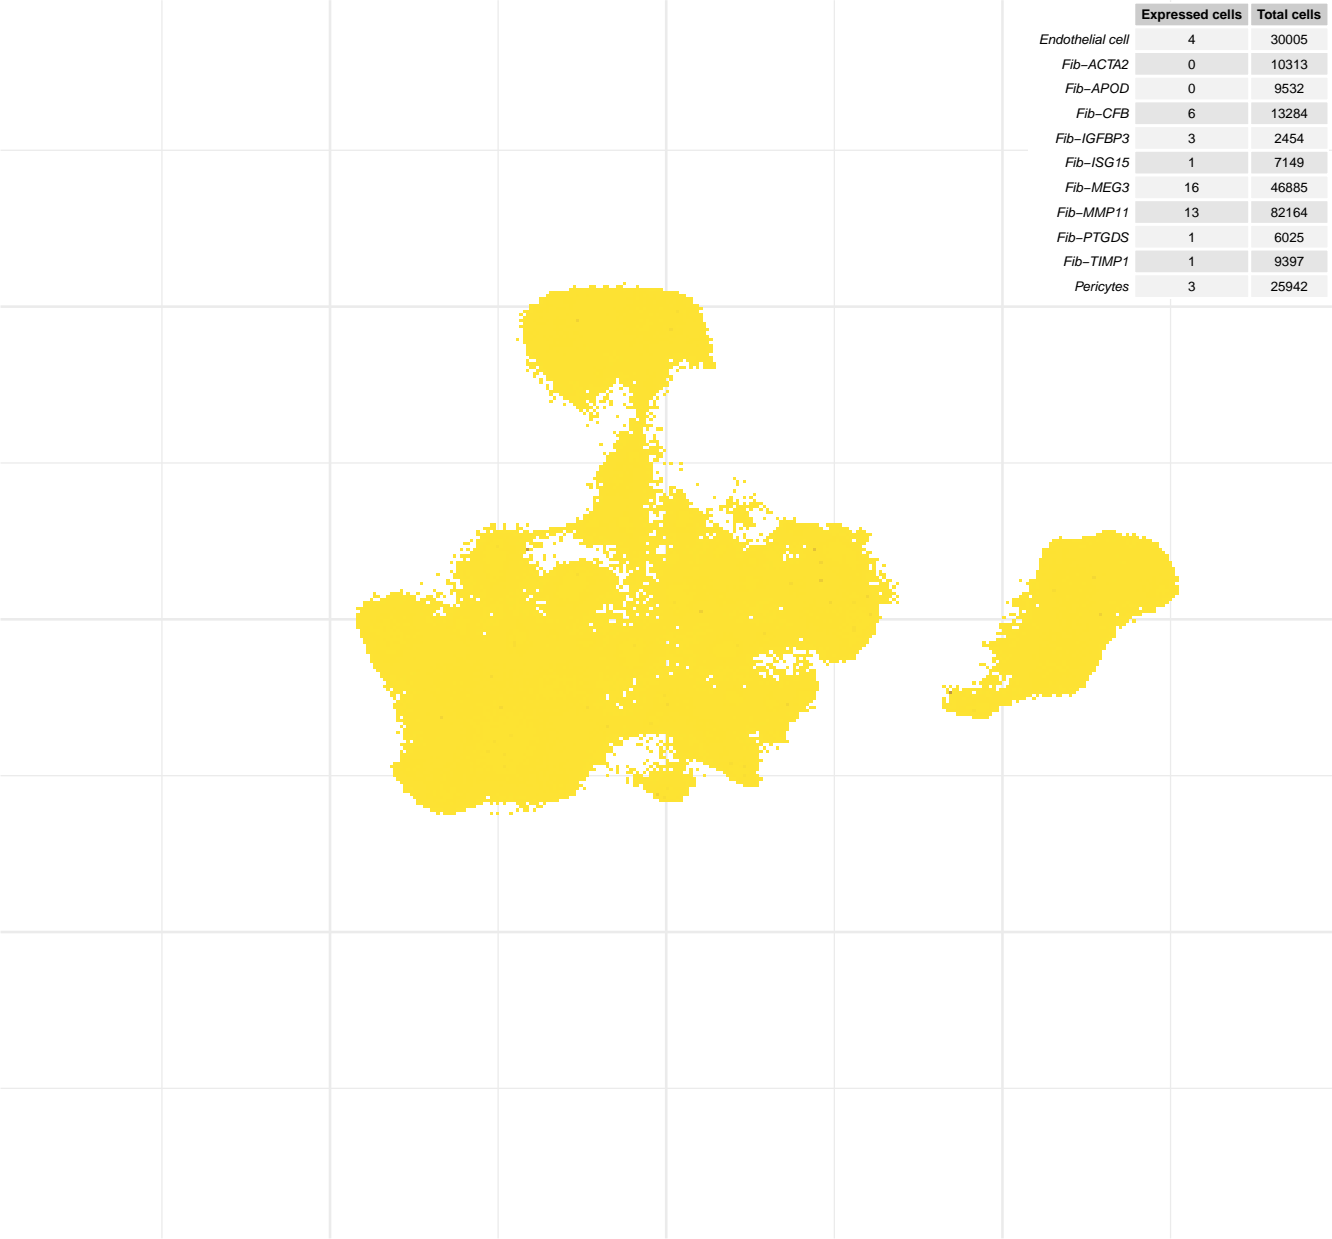 Expressed cells Total cells
Endothelial cell 4 30005
Fib−ACTA2 0 10313
Fib−APOD 0 9532
Fib−CFB 6 13284
Fib−IGFBP3 3 2454
Fib−ISG15 1 7149
Fib−MEG3 16 46885
Fib−MMP11 13 82164
Fib−PTGDS 1 6025
Fib−TIMP1 1 9397
Pericytes 3 25942